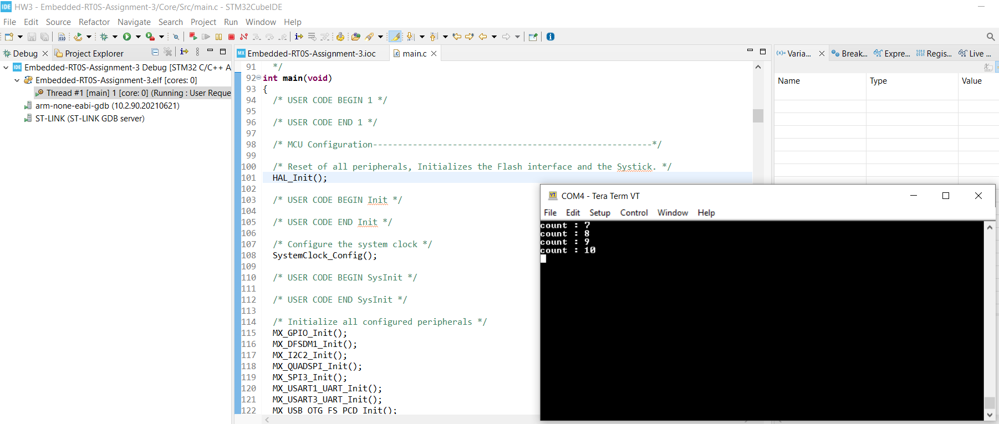 IDE HW3 - Embedded-RT0S-Assignment-3/Core/Src/main.c - STM32CubeIDE
File Edit Source Refactor Navigate Search Project Run Window Help
Debug Project Explorer
IDE Embedded-RT0S-Assignment-3 Debug [STM32 C/C++ A
Embedded-RT0S-Assignment-3.elf [cores: 0]
Thread #1 [main] 1 [core: 0] (Running : User Reque
arm-none-eabi-gdb (10.2.90.20210621)
ST-LINK (ST-LINK GDB server)
MX Embedded-RT0S-Assignment-3.ioc main.c
91 */
92 int main(void)
93 {
94 /* USER CODE BEGIN 1 */
95
96 /* USER CODE END 1 */
97
98 /* MCU Configuration--------------------------------------------------------*/
99
100 /* Reset of all peripherals, Initializes the Flash interface and the Systick. */
101 HAL_Init();
102
103 /* USER CODE BEGIN Init */
104
105 /* USER CODE END Init */
106
107 /* Configure the system clock */
108 SystemClock_Config();
109
110 /* USER CODE BEGIN SysInit */
111
112 /* USER CODE END SysInit */
113
114 /* Initialize all configured peripherals */
115 MX_GPIO_Init();
116 MX_DFSDM1_Init();
117 MX_I2C2_Init();
118 MX_QUADSPI_Init();
119 MX_SPI3_Init();
120 MX_USART1_UART_Init();
121 MX_USART3_UART_Init();
122 MX_USB_OTG_FS_PCD_Init();
(x)= Varia... Break... Expre... Regis... Live ...
Name Type Value
VT COM4 - Tera Term VT
File Edit Setup Control Window Help
count : 7
count : 8
count : 9
count : 10